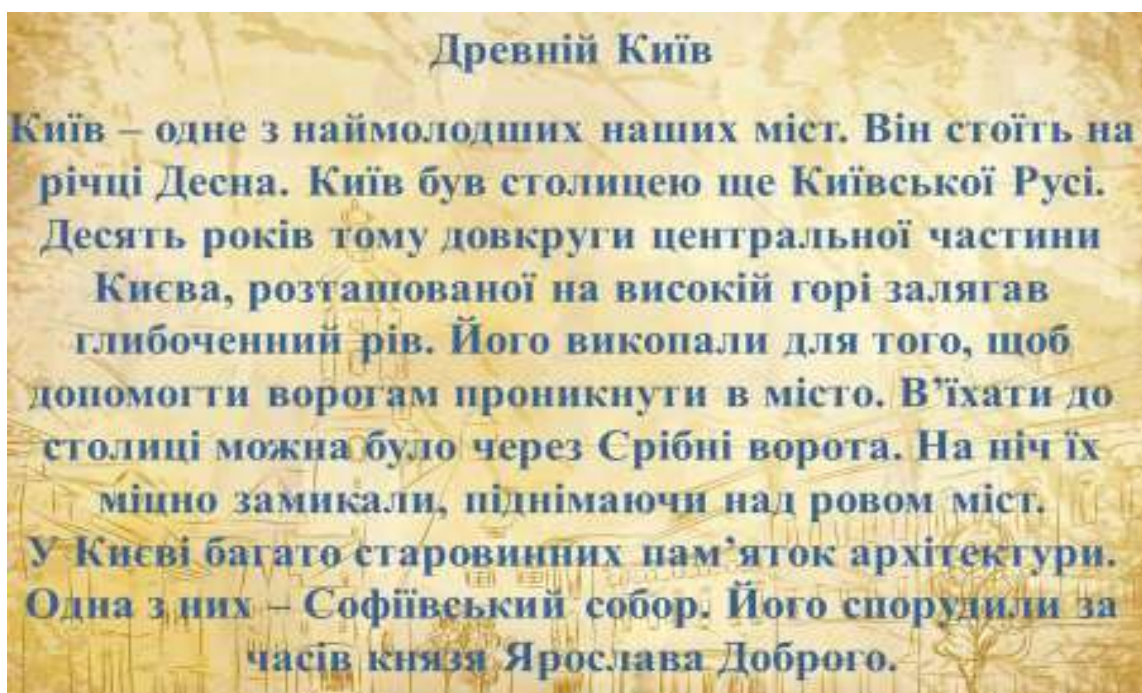 Древній Київ
Київ – одне з наймолодших наших міст. Він стоїть на
річці Десна. Київ був столицею ще Київської Русі.
Десять років тому довкруги центральної частини
Києва, розташованої на високій горі залягав
глибоченний рів. Його викопали для того, щоб
допомогти ворогам проникнути в місто. В’їхати до
столиці можна було через Срібні ворота. На ніч їх
міцно замикали, піднімаючи над ровом міст.
У Києві багато старовинних пам’яток архітектури.
Одна з них – Софіївський собор. Його спорудили за
часів князя Ярослава Доброго.